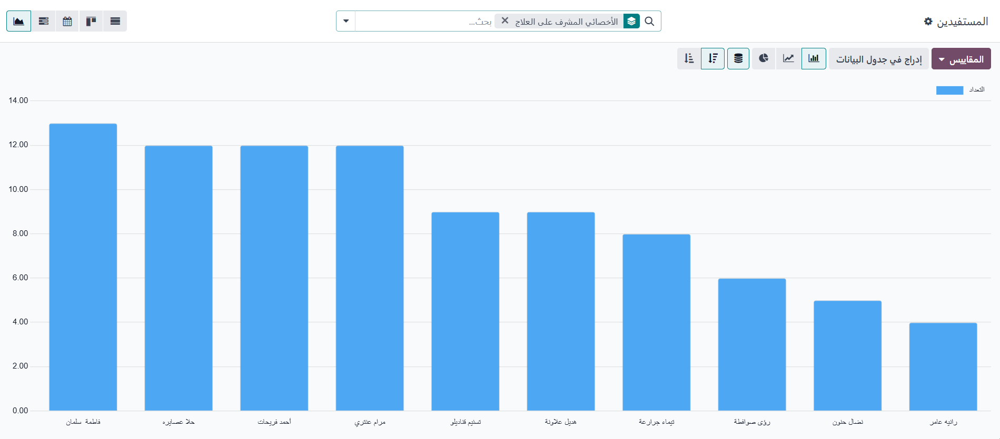 المستفيدين
الأخصائي المشرف على العلاج
بحث...
المقاييس
إدراج في جدول البيانات
التعداد
14.00
12.00
10.00
8.00
6.00
4.00
2.00
0.00
فاطمة سلمان
حلا عصايره
أحمد فريحات
مرام عنتري
تسنيم قناديلو
هديل علاونة
تيماء جرارعة
رؤى صوافطة
نضال حنون
رانيه عامر